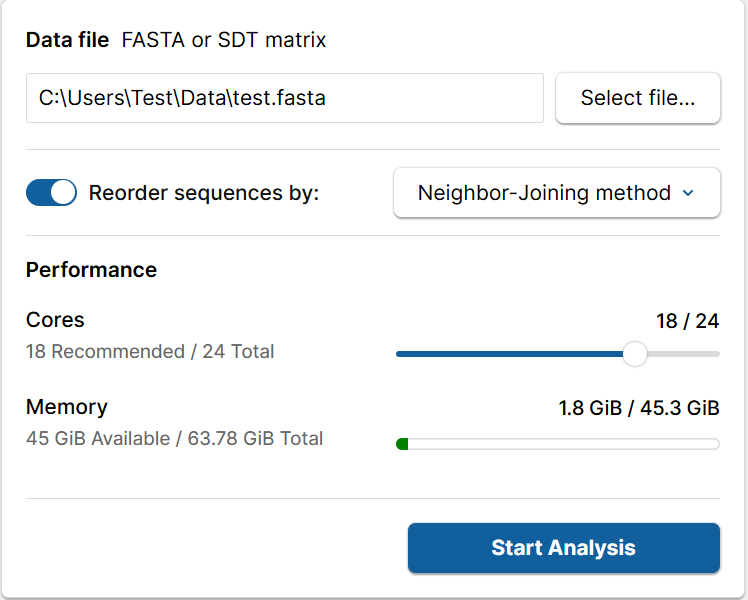 Data file FASTA or SDT matrix
C:\Users\Test\Data\test.fasta
Select file...
Reorder sequences by:
Neighbor-Joining method
Performance
Cores
18 / 24
18 Recommended / 24 Total
Memory
1.8 GiB / 45.3 GiB
45 GiB Available / 63.78 GiB Total
Start Analysis